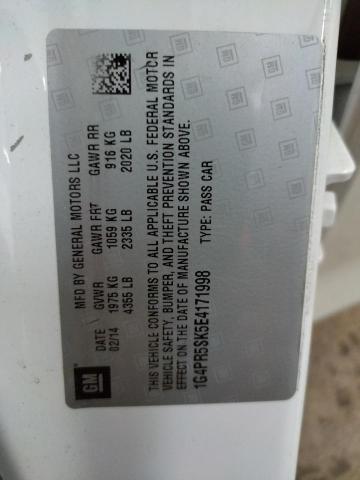 MFD BY GENERAL MOTORS LLC
DATE GVWR GAWR FRT GAWR RR
02/14 1975 KG 1059 KG 916 KG
4355 LB 2335 LB 2020 LB
THIS VEHICLE CONFORMS TO ALL APPLICABLE U.S. FEDERAL MOTOR
VEHICLE SAFETY, BUMPER, AND THEFT PREVENTION STANDARDS IN
EFFECT ON THE DATE OF MANUFACTURE SHOWN ABOVE.
1G4PR5SK5E4171998 TYPE: PASS CAR
GM